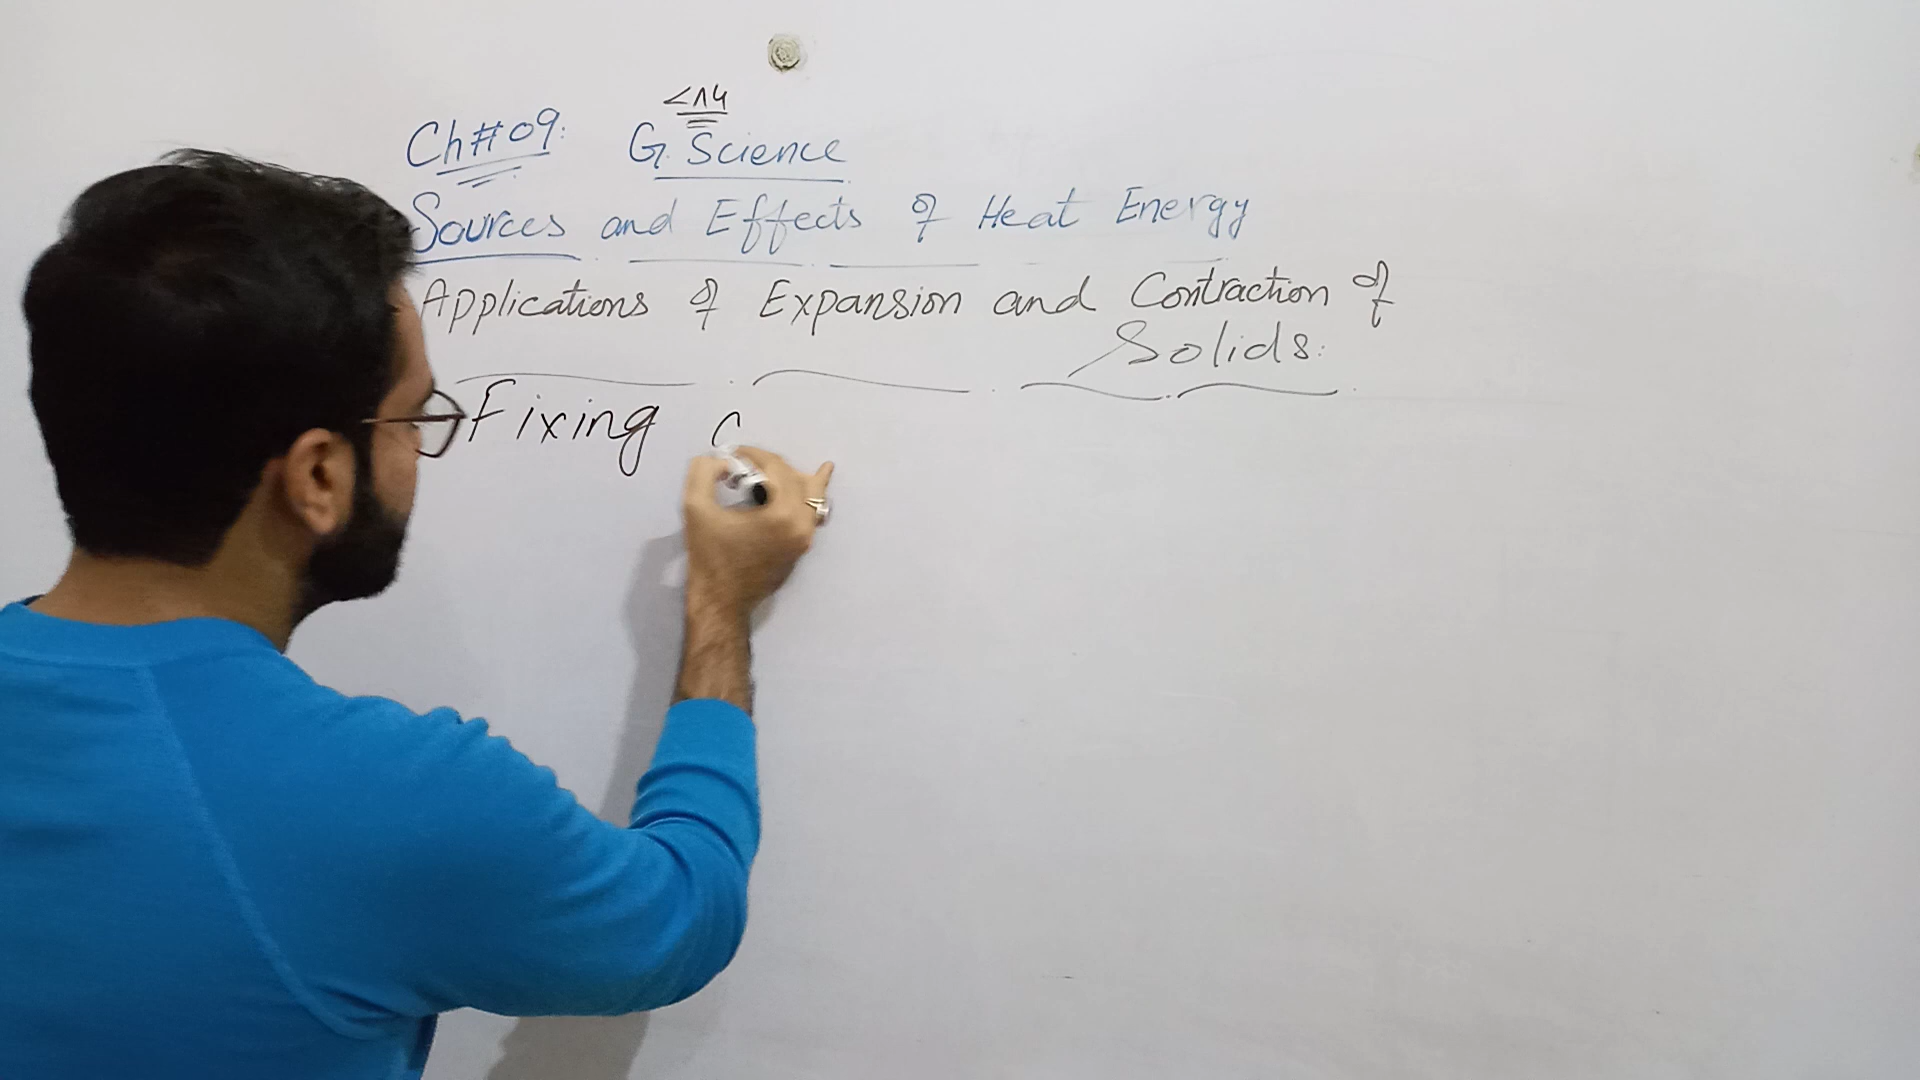 <14
Ch#09: G. Science
Sources and Effects of Heat Energy
Applications of Expansion and Contraction of
Solids:
Fixing